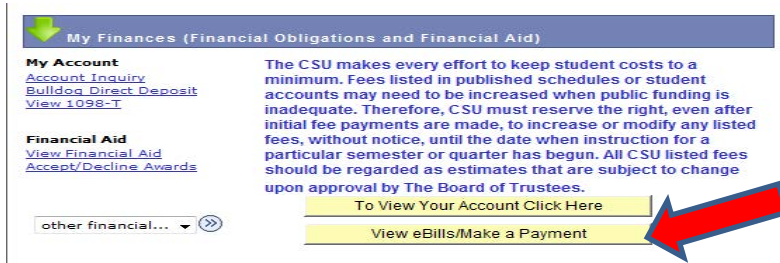 My Finances (Financial Obligations and Financial Aid)
My Account
Account Inquiry
Bulldog Direct Deposit
View 1098-T
Financial Aid
View Financial Aid
Accept/Decline Awards
other financial...
The CSU makes every effort to keep student costs to a
minimum. Fees listed in published schedules or student
accounts may need to be increased when public funding is
inadequate. Therefore, CSU must reserve the right, even after
initial fee payments are made, to increase or modify any listed
fees, without notice, until the date when instruction for a
particular semester or quarter has begun. All CSU listed fees
should be regarded as estimates that are subject to change
upon approval by The Board of Trustees.
To View Your Account Click Here
View eBills/Make a Payment